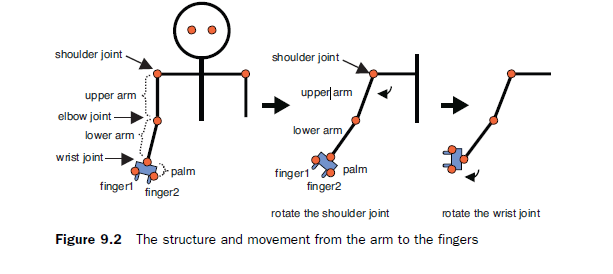 shoulder joint
upper arm
elbow joint
lower arm
wrist joint
palm
finger1
finger2
shoulder joint
upper arm
lower arm
finger1
palm
finger2
rotate the shoulder joint
rotate the wrist joint
Figure 9.2 The structure and movement from the arm to the fingers